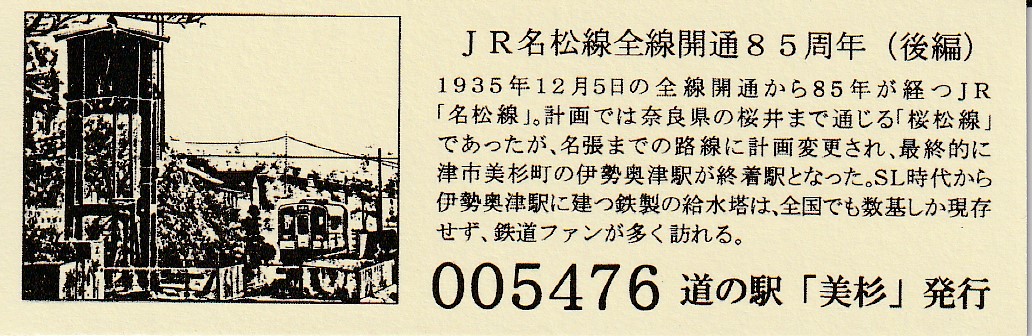 JR名松線全線開通85周年（後編）
1935年12月5日の全線開通から85年が経つJR
「名松線」。計画では奈良県の桜井まで通じる「桜松線」
であったが、名張までの路線に計画変更され、最終的に
津市美杉町の伊勢奥津駅が終着駅となった。SL時代から
伊勢奥津駅に建つ鉄製の給水塔は、全国でも数基しか現存
せず、鉄道ファンが多く訪れる。
005476 道の駅「美杉」発行